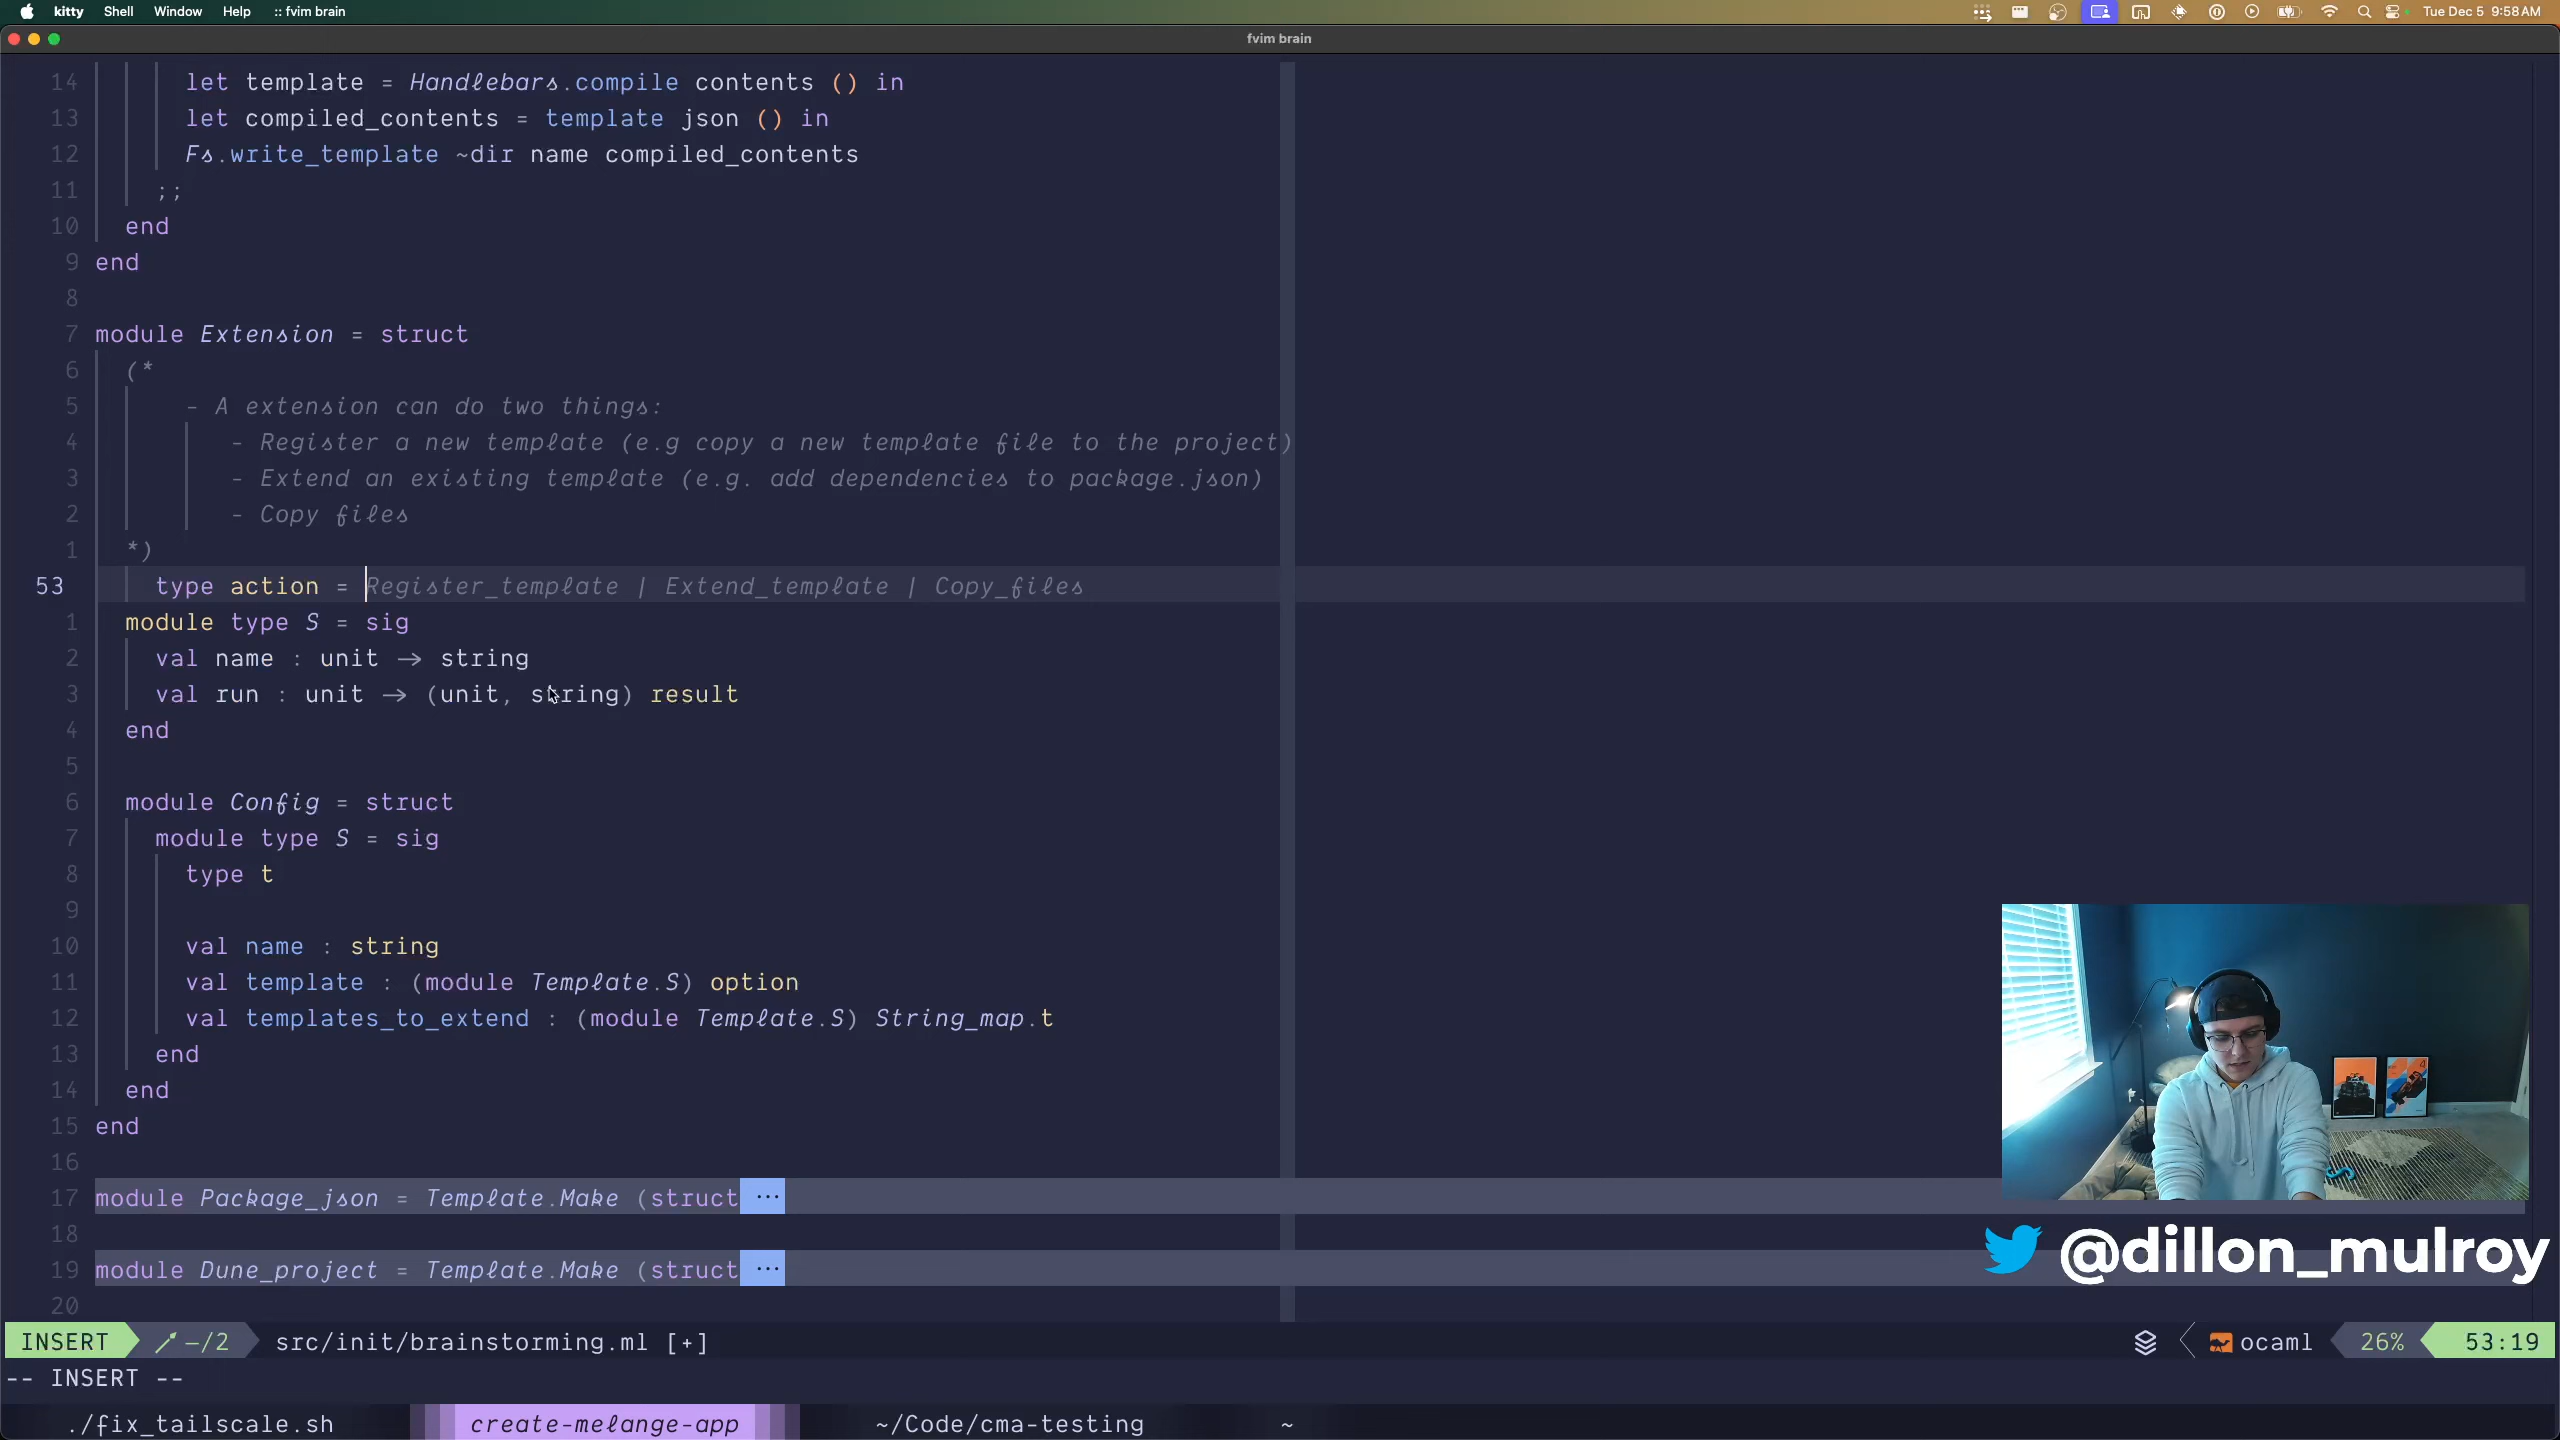 kitty Shell Window Help :: fvim brain Tue Dec 5 9:58 AM
fvim brain
14 let template = Handlebars.compile contents () in
13 let compiled_contents = template json () in
12 Fs.write_template ~dir name compiled_contents
11 ;;
10 end
9 end
8
7 module Extension = struct
6 (*
5 - A extension can do two things:
4 - Register a new template (e.g copy a new template file to the project)
3 - Extend an existing template (e.g. add dependencies to package.json)
2 - Copy files
1 *)
53 type action = Register_template | Extend_template | Copy_files
1 module type S = sig
2 val name : unit → string
3 val run : unit → (unit, string) result
4 end
5
6 module Config = struct
7 module type S = sig
8 type t
9
10 val name : string
11 val template : (module Template.S) option
12 val templates_to_extend : (module Template.S) String_map.t
13 end
14 end
15 end
16
17 module Package_json = Template.Make (struct ···
18
19 module Dune_project = Template.Make (struct ···
20
@dillon_mulroy
INSERT –/2 src/init/brainstorming.ml [+] ocaml 26% 53:19
-- INSERT --
./fix_tailscale.sh create-melange-app ~/Code/cma-testing ~